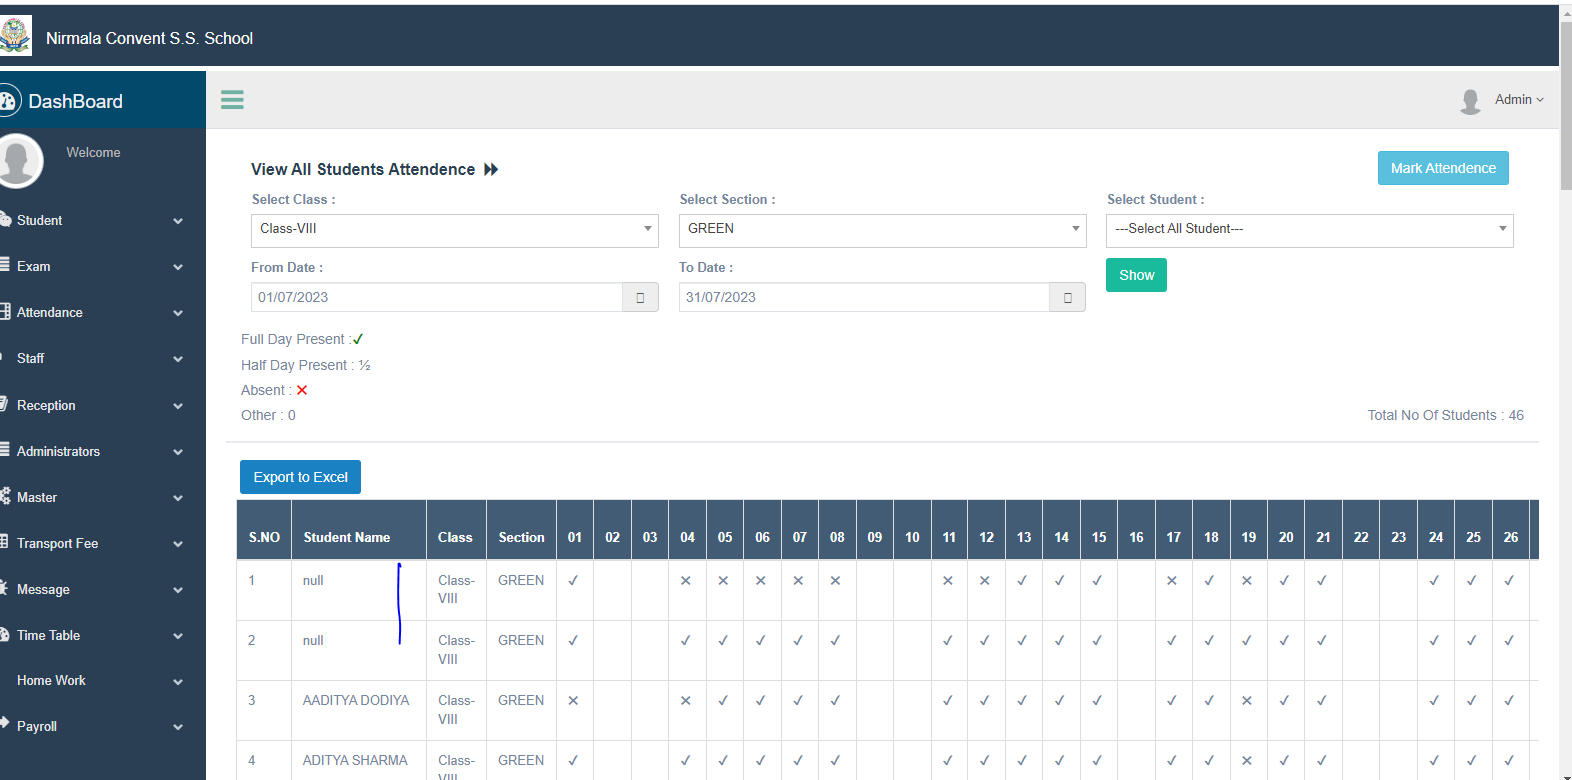 Nirmala Convent S.S. School
DashBoard
Admin
Welcome
View All Students Attendence
Mark Attendence
Select Class :
Select Section :
Select Student :
Class-VIII
GREEN
---Select All Student---
From Date :
To Date :
Show
01/07/2023
31/07/2023
Full Day Present :✓
Half Day Present : ½
Absent : ✕
Other : 0
Total No Of Students : 46
Student
Exam
Attendance
Staff
Reception
Administrators
Master
Transport Fee
Message
Time Table
Home Work
Payroll
Export to Excel
S.NO Student Name Class Section 01 02 03 04 05 06 07 08 09 10 11 12 13 14 15 16 17 18 19 20 21 22 23 24 25 26
1 null Class- GREEN ✓ ✕ ✕ ✕ ✕ ✕ ✕ ✕ ✓ ✓ ✓ ✕ ✓ ✕ ✓ ✓ ✓ ✓ ✓
VIII
2 null Class- GREEN ✓ ✓ ✓ ✓ ✓ ✓ ✓ ✓ ✓ ✓ ✓ ✓ ✓ ✓ ✓ ✓ ✓ ✓ ✓
VIII
3 AADITYA DODIYA Class- GREEN ✕ ✕ ✓ ✓ ✓ ✓ ✓ ✓ ✓ ✓ ✓ ✓ ✓ ✕ ✓ ✓ ✓ ✓ ✓
VIII
4 ADITYA SHARMA Class- GREEN ✓ ✓ ✓ ✓ ✓ ✓ ✓ ✓ ✓ ✓ ✓ ✓ ✓ ✕ ✓ ✓ ✓ ✓ ✓
VIII